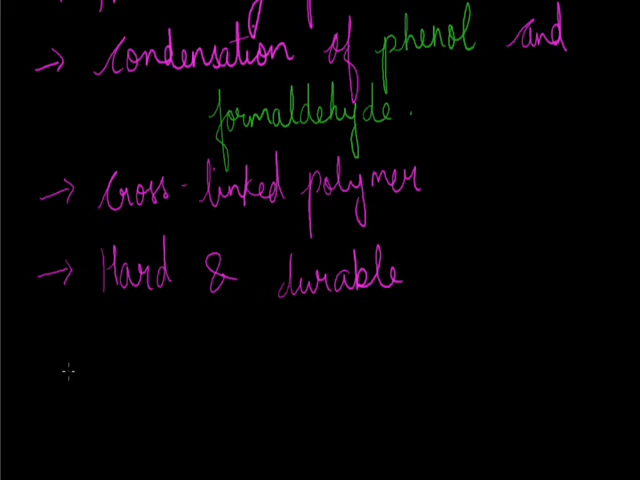 → Condensation of phenol and
formaldehyde.
→ Cross-linked polymer
→ Hard & durable